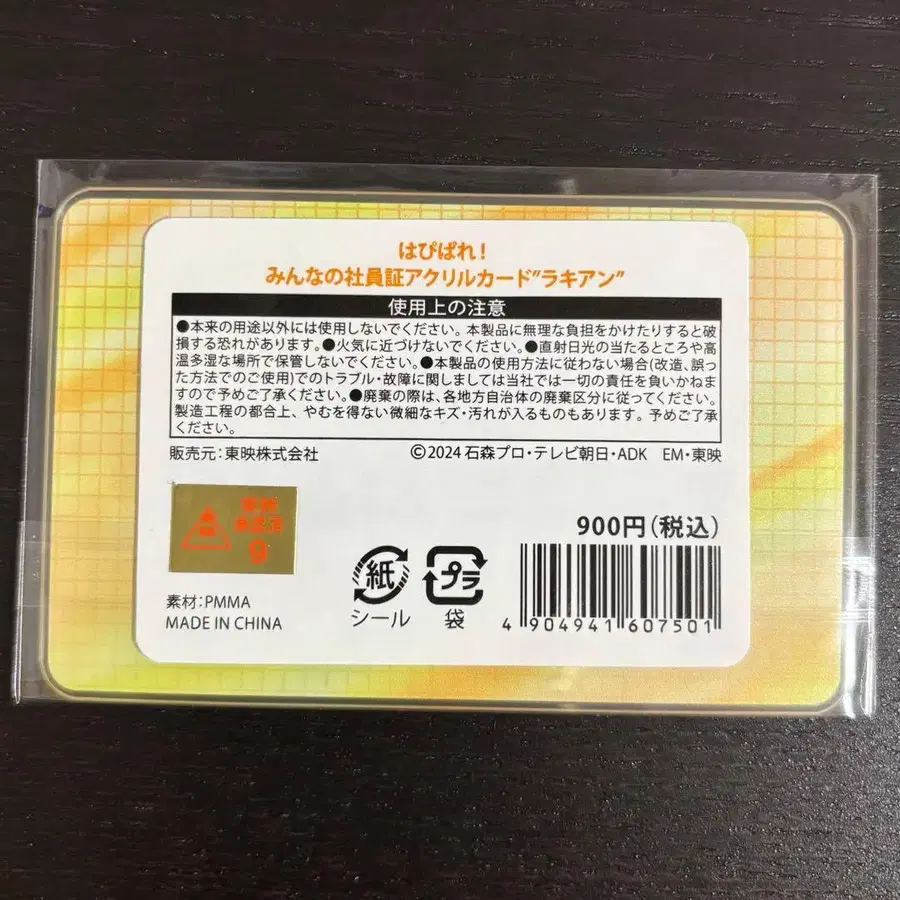 はぴぱれ!
みんなの社員証アクリルカード"ラキアン"
使用上の注意
●本来の用途以外には使用しないでください。本製品に無理な負担をかけたりすると破
損する恐れがあります。●火気に近づけないでください。●直射日光の当たるところや高
温多湿な場所で保管しないでください。●本製品の使用方法に従わない場合(改造、誤っ
た方法でのご使用)でのトラブル・故障に関しましては当社では一切の責任を負いかねま
すので予めご了承ください。●廃棄の際は、各地方自治体の廃棄区分に従ってください。
製造工程の都合上、やむを得ない微細なキズ・汚れが入るものもあります。予めご了承
ください。
販売元:東映株式会社 ©2024 石森プロ・テレビ朝日・ADK EM・東映
900円(税込)
9
紙 プラ
シール 袋
素材:PMMA
MADE IN CHINA
4 904941 607501